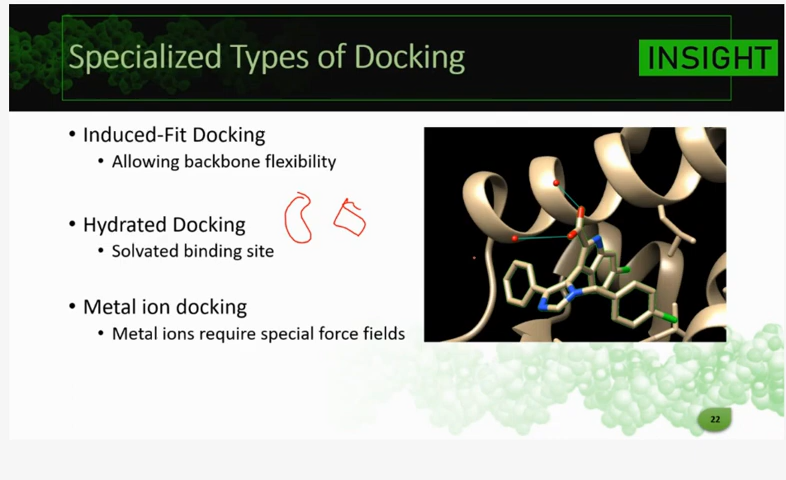 Specialized Types of Docking
INSIGHT
• Induced-Fit Docking
• Allowing backbone flexibility
• Hydrated Docking
• Solvated binding site
• Metal ion docking
• Metal ions require special force fields
22